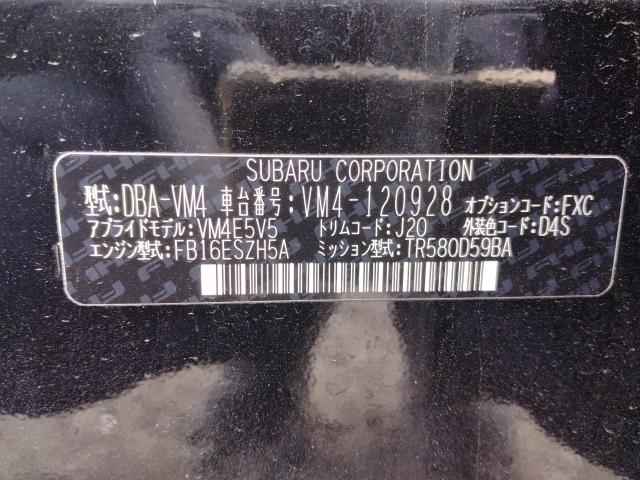 SUBARU CORPORATION
型式:DBA-VM4 車台番号:VM4-120928 オプションコード:FXC
アプライドモデル:VM4E5V5 トリムコード:J20 外装色コード:D4S
エンジン型式:FB16ESZH5A ミッション型式:TR580D59BA